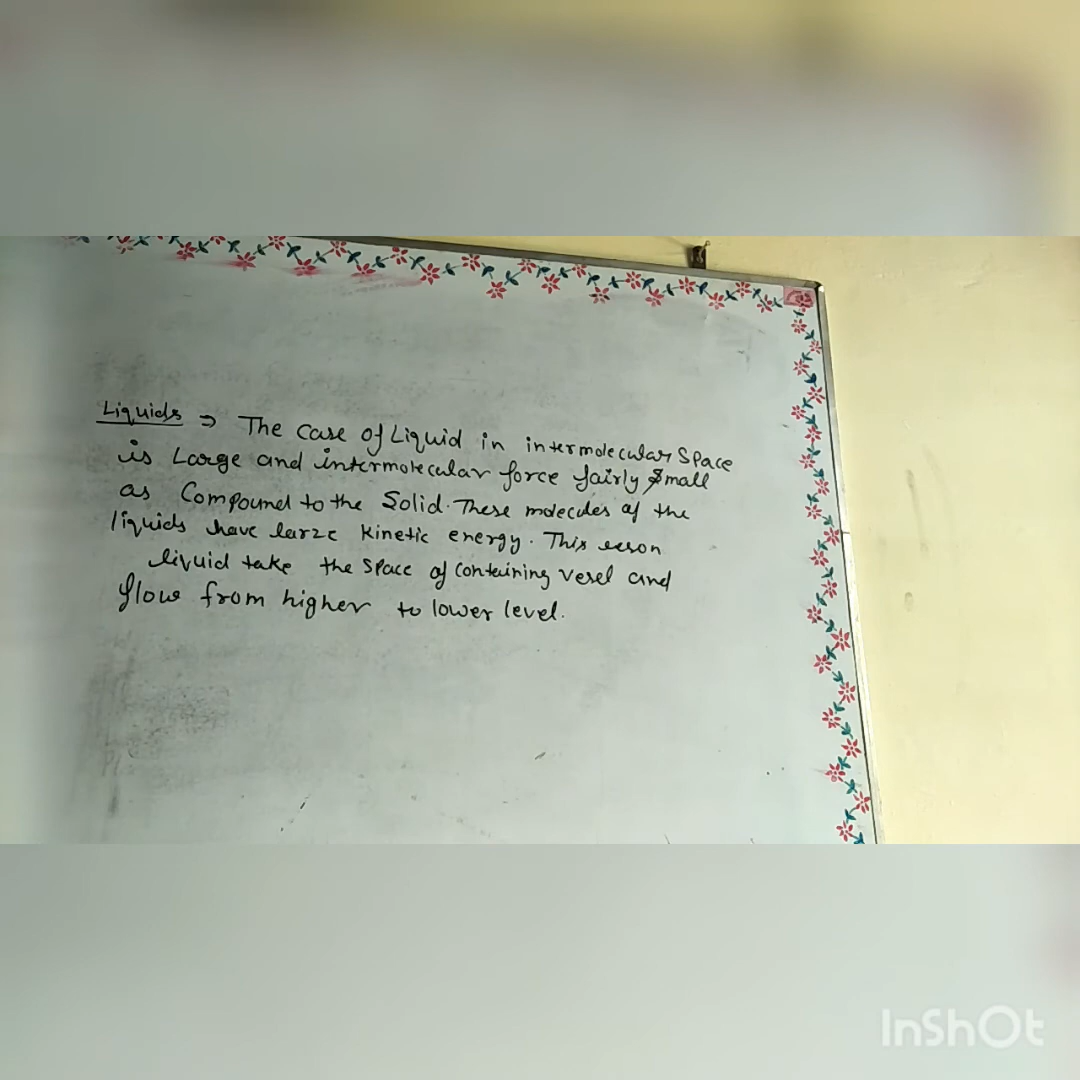 Liquids ⇒ The case of Liquid in intermolecular Space
is Large and intermolecular force fairly Small
as Compound to the Solid. These molecules of the
liquids have larze kinetic energy. This reson
liquid take the space of containing vesel and
flow from higher to lower level.
InShOt